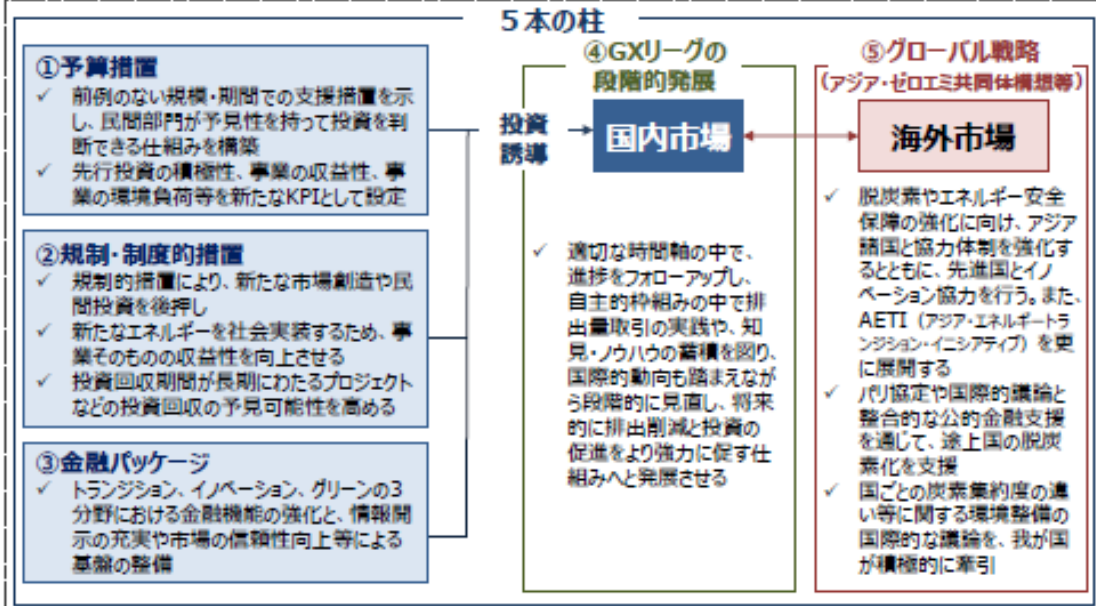 5本の柱
①予算措置
✓ 前例のない規模・期間での支援措置を示
し、民間部門が予見性を持って投資を判
断できる仕組みを構築
✓ 先行投資の積極性、事業の収益性、事
業の環境負荷等を新たなKPIとして設定
②規制・制度的措置
✓ 規制的措置により、新たな市場創造や民
間投資を後押し
✓ 新たなエネルギーを社会実装するため、事
業そのものの収益性を向上させる
✓ 投資回収期間が長期にわたるプロジェクト
などの投資回収の予見可能性を高める
③金融パッケージ
✓ トランジション、イノベーション、グリーンの3
分野における金融機能の強化と、情報開
示の充実や市場の信頼性向上等による
基盤の整備
投資
誘導
④GXリーグの
段階的発展
国内市場
✓ 適切な時間軸の中で、
進捗をフォローアップし、
自主的枠組みの中で排
出量取引の実践や、知
見・ノウハウの蓄積を図り、
国際的動向も踏まえなが
ら段階的に見直し、将来
的に排出削減と投資の
促進をより強力に促す仕
組みへと発展させる
⑤グローバル戦略
(アジア・ゼロエミ共同体構想等)
海外市場
✓ 脱炭素やエネルギー安全
保障の強化に向け、アジア
諸国と協力体制を強化す
るとともに、先進国とイノ
ベーション協力を行う。また、
AETI（アジア・エネルギートラ
ンジション・イニシアティブ）を更
に展開する
✓ パリ協定や国際的議論と
整合的な公的金融支援
を通じて、途上国の脱炭
素化を支援
✓ 国ごとの炭素集約度の違
い等に関する環境整備の
国際的な議論を、我が国
が積極的に牽引